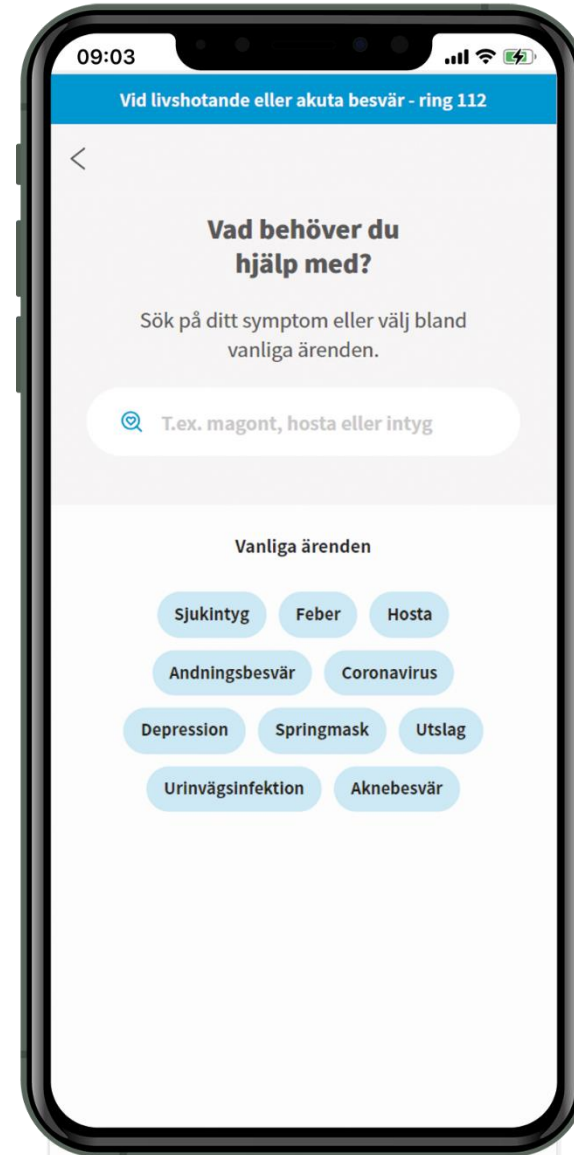 09:03
Vid livshotande eller akuta besvär - ring 112
Vad behöver du
hjälp med?
Sök på ditt symptom eller välj bland
vanliga ärenden.
T.ex. magont, hosta eller intyg
Vanliga ärenden
Sjukintyg Feber Hosta
Andningsbesvär Coronavirus
Depression Springmask Utslag
Urinvägsinfektion Aknebesvär